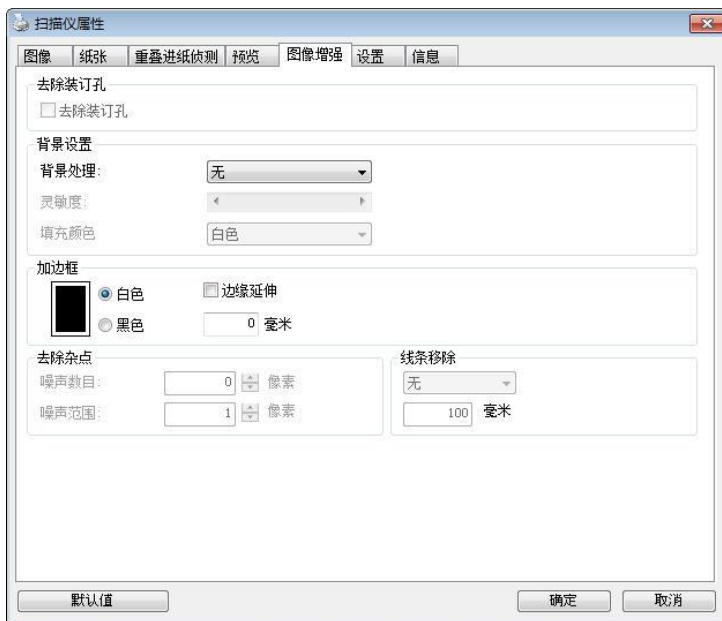 扫描仪属性
图像 纸张 重叠进纸侦测 预览 图像增强 设置 信息
去除装订孔
去除装订孔
背景设置
背景处理: 无
灵敏度:
填充颜色 白色
加边框
白色 边缘延伸
黑色 0 毫米
去除杂点
噪声数目: 0 像素
噪声范围: 1 像素
线条移除
无
100 毫米
默认值 确定 取消